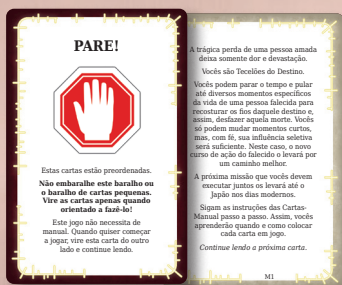 PARE!
Estas cartas estão preordenadas.
Não embaralhe este baralho ou
o baralho de cartas pequenas.
Vire as cartas apenas quando
orientado a fazê-lo!
Este jogo não necessita de
manual. Quando quiser começar
a jogar, vire esta carta do outro
lado e continue lendo.
A trágica perda de uma pessoa amada
deixa somente dor e devastação.
Vocês são Tecelões do Destino.
Vocês podem parar o tempo e pular
até diversos momentos específicos
da vida de uma pessoa falecida para
recosturar os fios daquele destino e,
assim, desfazer aquela morte. Vocês
só podem mudar momentos curtos,
mas, com fé, sua influência seletiva
será suficiente. Neste caso, o novo
curso de ação do falecido o levará por
um caminho melhor.
A próxima missão que vocês devem
executar juntos os levará até o
Japão nos dias modernos.
Sigam as instruções das Cartas-
Manual passo a passo. Assim, vocês
aprenderão quando e como colocar
cada carta em jogo.
Continue lendo a próxima carta.
M1